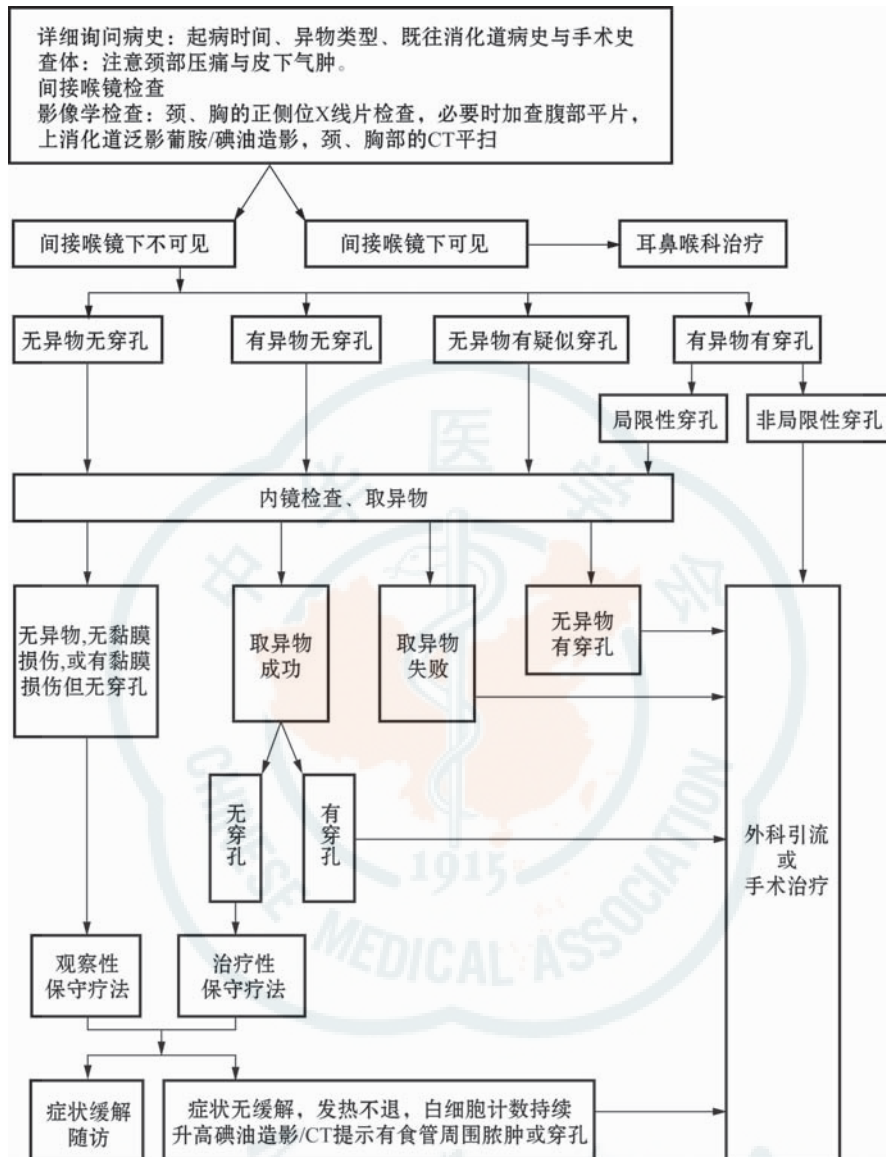 详细询问病史：起病时间、异物类型、既往消化道病史与手术史
查体：注意颈部压痛与皮下气肿。
间接喉镜检查
影像学检查：颈、胸的正侧位X线片检查，必要时加查腹部平片，
上消化道泛影葡胺/碘油造影，颈、胸部的CT平扫
间接喉镜下不可见
间接喉镜下可见
耳鼻喉科治疗
无异物无穿孔
有异物无穿孔
无异物有疑似穿孔
有异物有穿孔
局限性穿孔
非局限性穿孔
内镜检查、取异物
无异物,无黏膜
损伤,或有黏膜
损伤但无穿孔
取异物
成功
取异物
失败
无异物
有穿孔
无穿孔
有穿孔
外科引流
或
手术治疗
观察性
保守疗法
治疗性
保守疗法
症状缓解
随访
症状无缓解，发热不退，白细胞计数持续
升高碘油造影/CT提示有食管周围脓肿或穿孔
中华医学会
1915
CHINESE MEDICAL ASSOCIATION